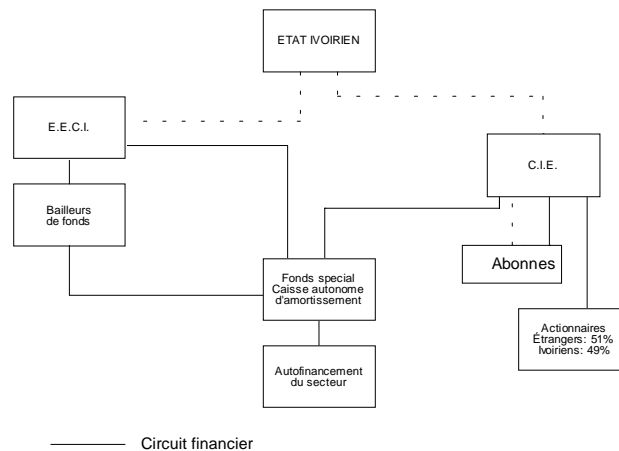 ETAT IVOIRIEN
E.E.C.I.
C.I.E.
Bailleurs
de fonds
Abonnes
Fonds special
Caisse autonome
d'amortissement
Actionnaires
Étrangers: 51%
Ivoiriens: 49%
Autofinancement
du secteur
Circuit financier